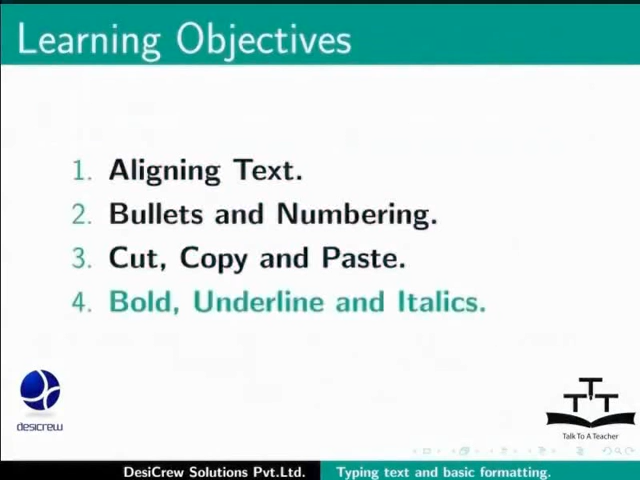 Learning Objectives
1. Aligning Text.
2. Bullets and Numbering.
3. Cut, Copy and Paste.
4. Bold, Underline and Italics.
desicrew
TTT
Talk To A Teacher
DesiCrew Solutions Pvt.Ltd. Typing text and basic formatting.